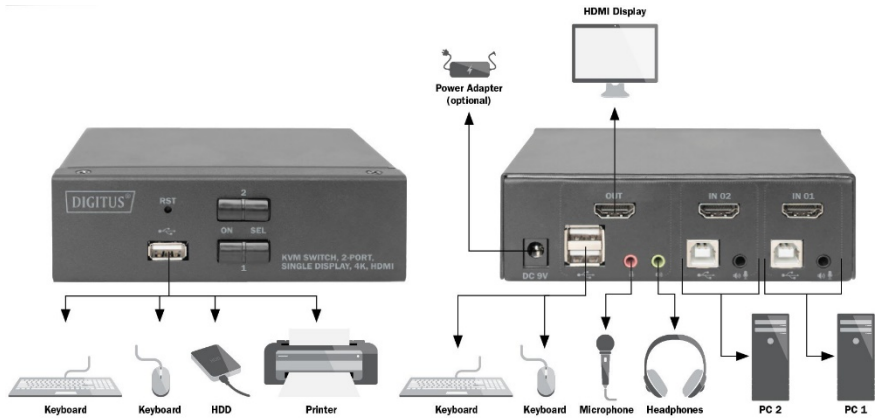 HDMI Display
Power Adapter
(optional)
DIGITUS®
RST
2
ON SEL
1
KVM SWITCH, 2-PORT,
SINGLE DISPLAY, 4K, HDMI
OUT
IN 02
IN 01
DC 9V
Keyboard
Keyboard
HDD
Printer
Keyboard
Keyboard
Microphone
Headphones
PC 2
PC 1